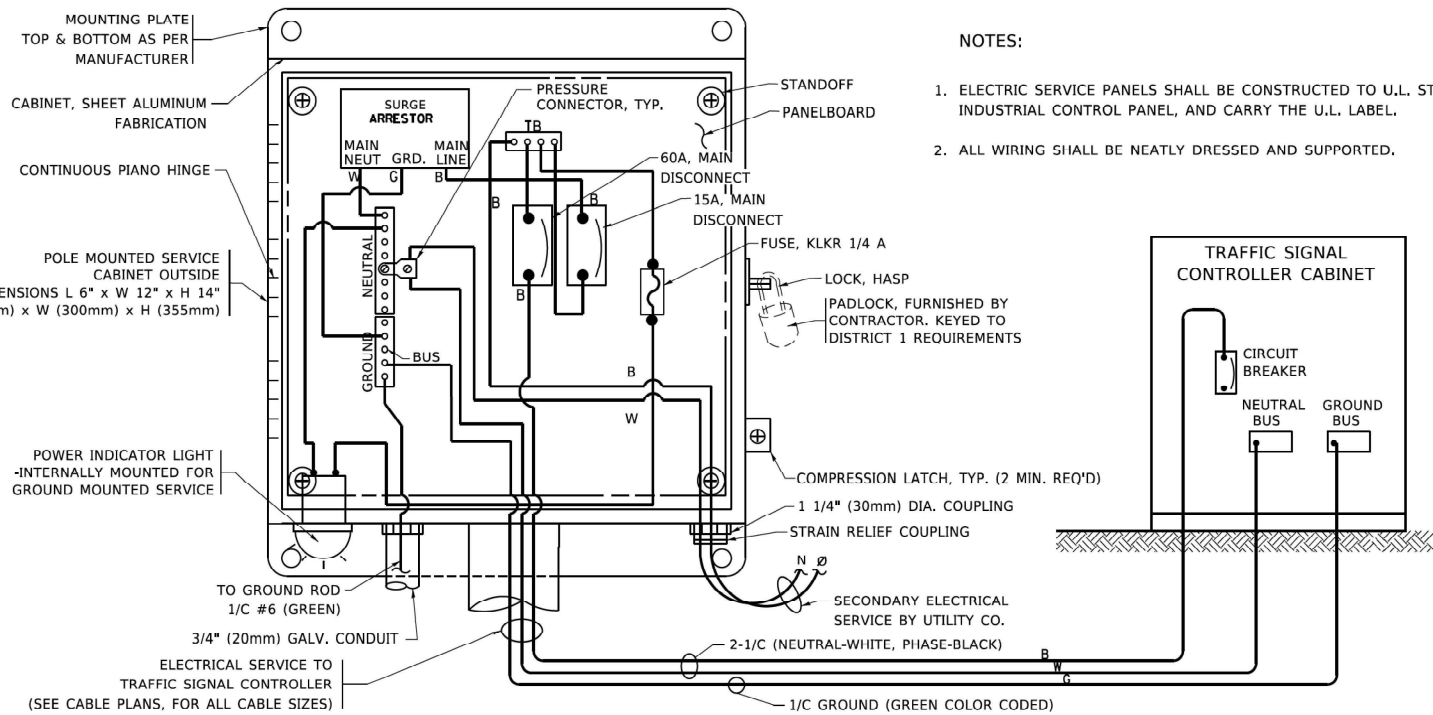 MOUNTING PLATE
TOP & BOTTOM AS PER
MANUFACTURER
CABINET, SHEET ALUMINUM
FABRICATION
CONTINUOUS PIANO HINGE
POLE MOUNTED SERVICE
CABINET OUTSIDE
ENSIONS L 6" x W 12" x H 14"
m) x W (300mm) x H (355mm)
POWER INDICATOR LIGHT
-INTERNALLY MOUNTED FOR
GROUND MOUNTED SERVICE
TO GROUND ROD
1/C #6 (GREEN)
3/4" (20mm) GALV. CONDUIT
ELECTRICAL SERVICE TO
TRAFFIC SIGNAL CONTROLLER
(SEE CABLE PLANS, FOR ALL CABLE SIZES)
SURGE
ARRESTOR
MAIN
NEUT
GRD.
MAIN
LINE
W
G
B
PRESSURE
CONNECTOR, TYP.
TB
NEUTRAL
GROUND
BUS
B
B
B
B
W
STANDOFF
PANELBOARD
60A, MAIN
DISCONNECT
15A, MAIN
DISCONNECT
FUSE, KLKR 1/4 A
LOCK, HASP
PADLOCK, FURNISHED BY
CONTRACTOR. KEYED TO
DISTRICT 1 REQUIREMENTS
COMPRESSION LATCH, TYP. (2 MIN. REQ'D)
1 1/4" (30mm) DIA. COUPLING
STRAIN RELIEF COUPLING
N Ø
SECONDARY ELECTRICAL
SERVICE BY UTILITY CO.
2-1/C (NEUTRAL-WHITE, PHASE-BLACK)
B
W
G
1/C GROUND (GREEN COLOR CODED)
NOTES:
1. ELECTRIC SERVICE PANELS SHALL BE CONSTRUCTED TO U.L. ST
INDUSTRIAL CONTROL PANEL, AND CARRY THE U.L. LABEL.
2. ALL WIRING SHALL BE NEATLY DRESSED AND SUPPORTED.
TRAFFIC SIGNAL
CONTROLLER CABINET
CIRCUIT
BREAKER
NEUTRAL
BUS
GROUND
BUS